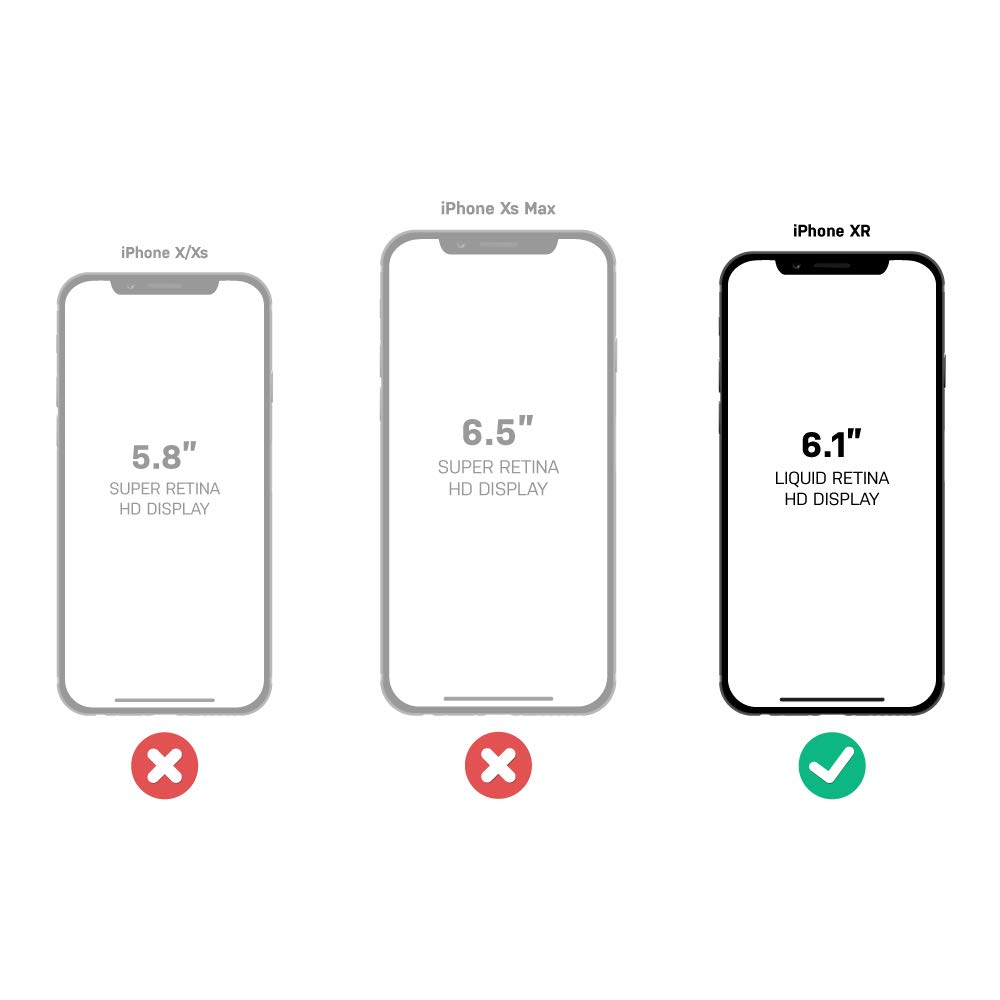 iPhone X/Xs
5.8"
SUPER RETINA
HD DISPLAY
iPhone Xs Max
6.5"
SUPER RETINA
HD DISPLAY
iPhone XR
6.1"
LIQUID RETINA
HD DISPLAY